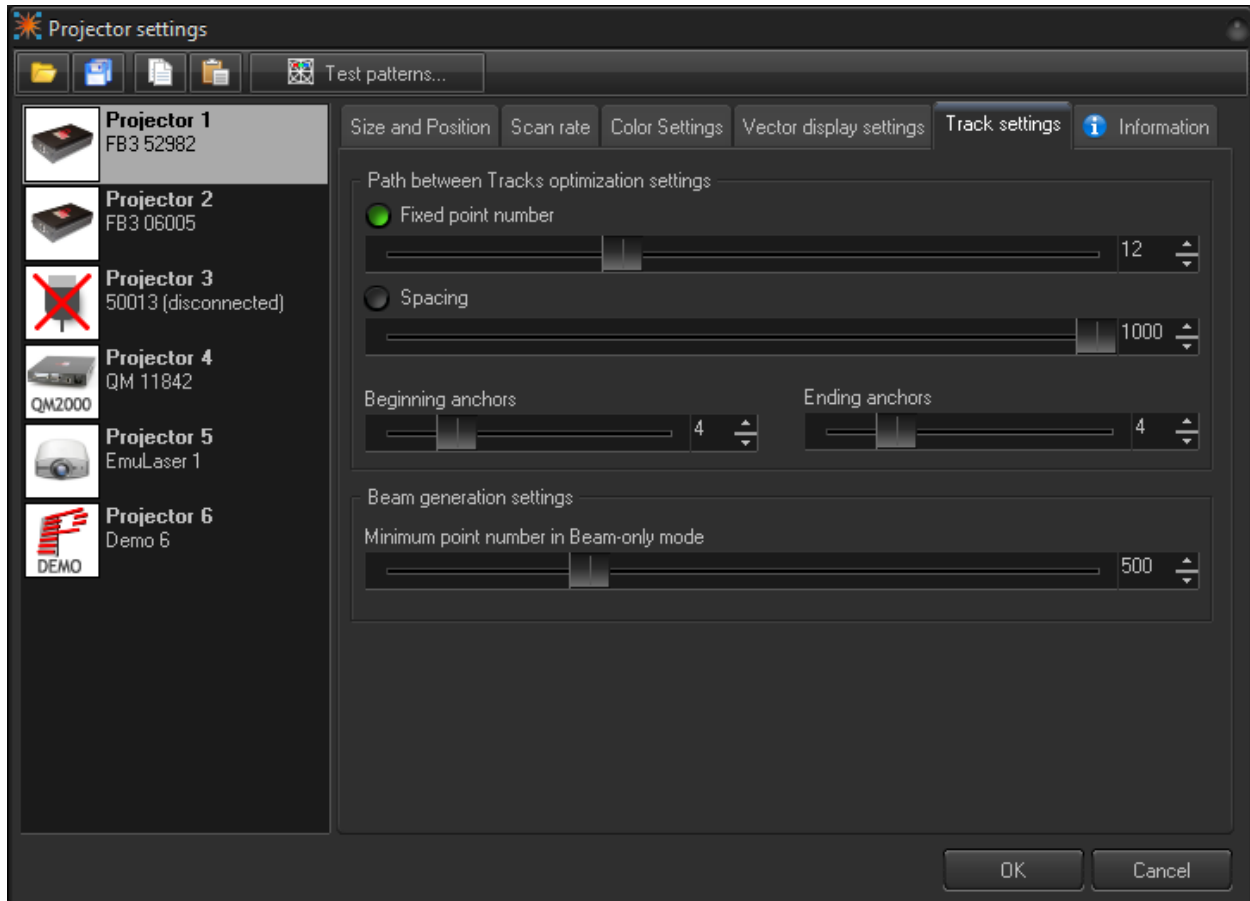 Projector settings
Test patterns...
Projector 1
FB3 52982
Projector 2
FB3 06005
Projector 3
50013 (disconnected)
Projector 4
QM 11842
QM2000
Projector 5
EmuLaser 1
Projector 6
Demo 6
DEMO
Size and Position
Scan rate
Color Settings
Vector display settings
Track settings
Information
Path between Tracks optimization settings
Fixed point number
12
Spacing
1000
Beginning anchors
4
Ending anchors
4
Beam generation settings
Minimum point number in Beam-only mode
500
OK
Cancel